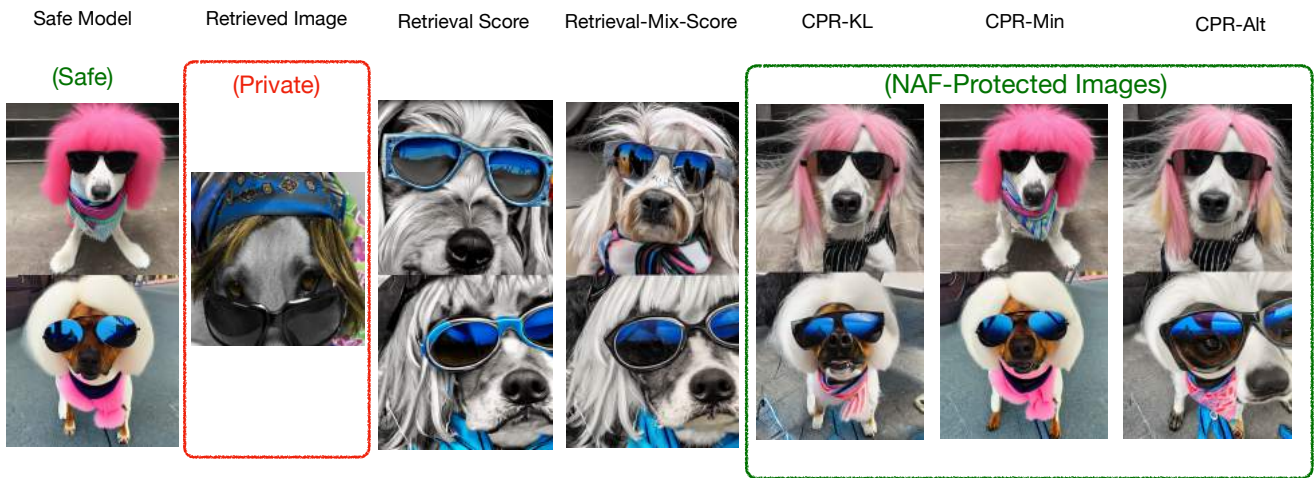 Safe Model
Retrieved Image
Retrieval Score
Retrieval-Mix-Score
CPR-KL
CPR-Min
CPR-Alt
(Safe)
(Private)
(NAF-Protected Images)